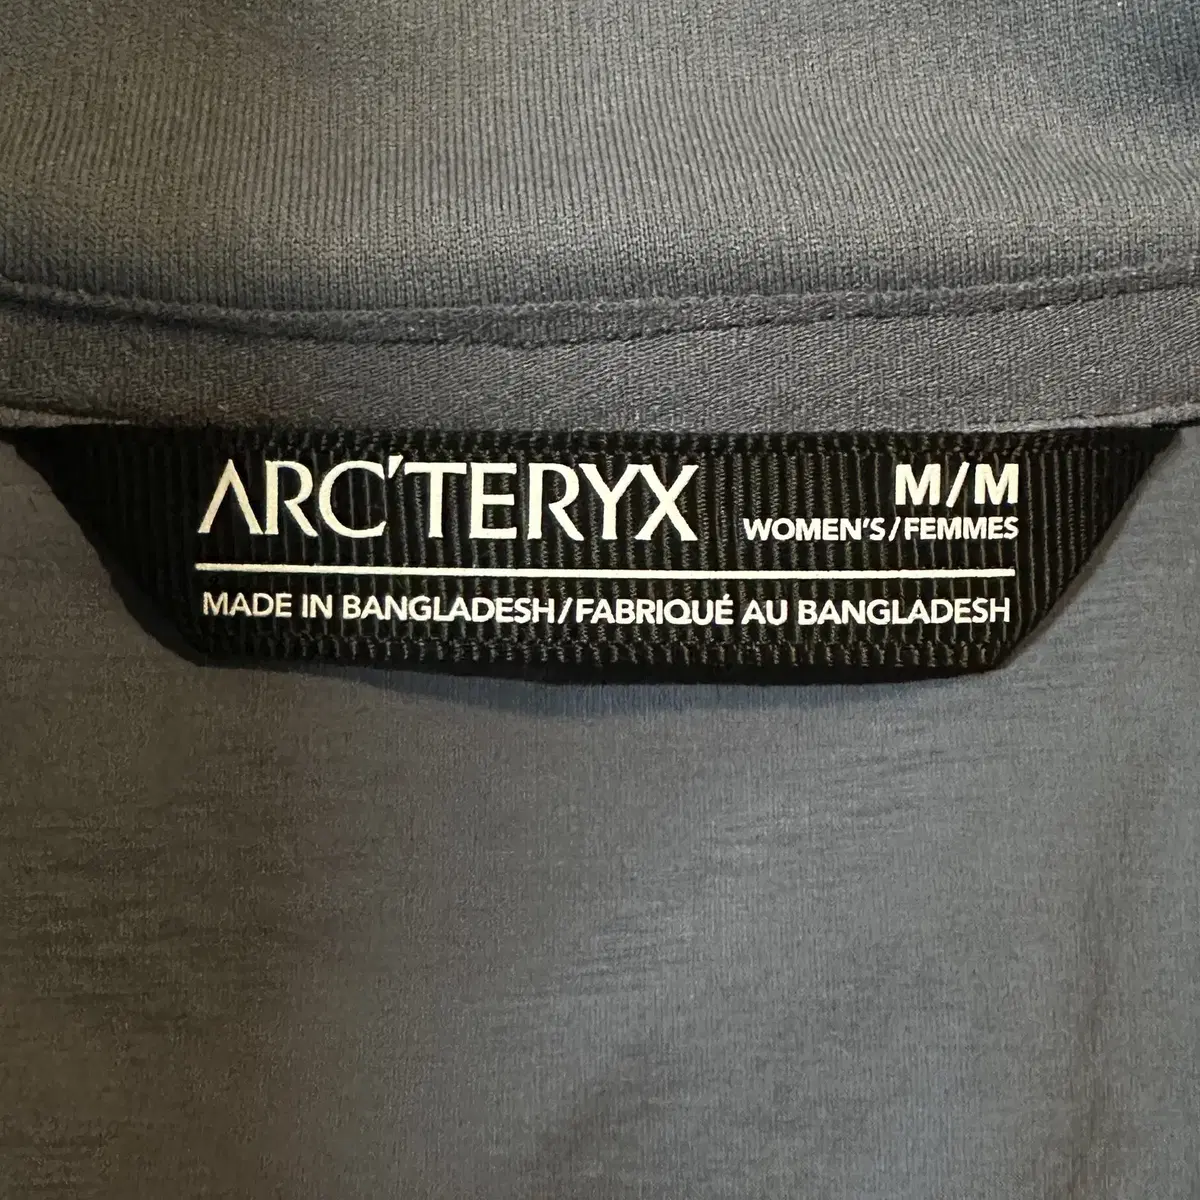 ARC'TERYX
M/M
WOMEN'S/FEMMES
MADE IN BANGLADESH/FABRIQUÉ AU BANGLADESH